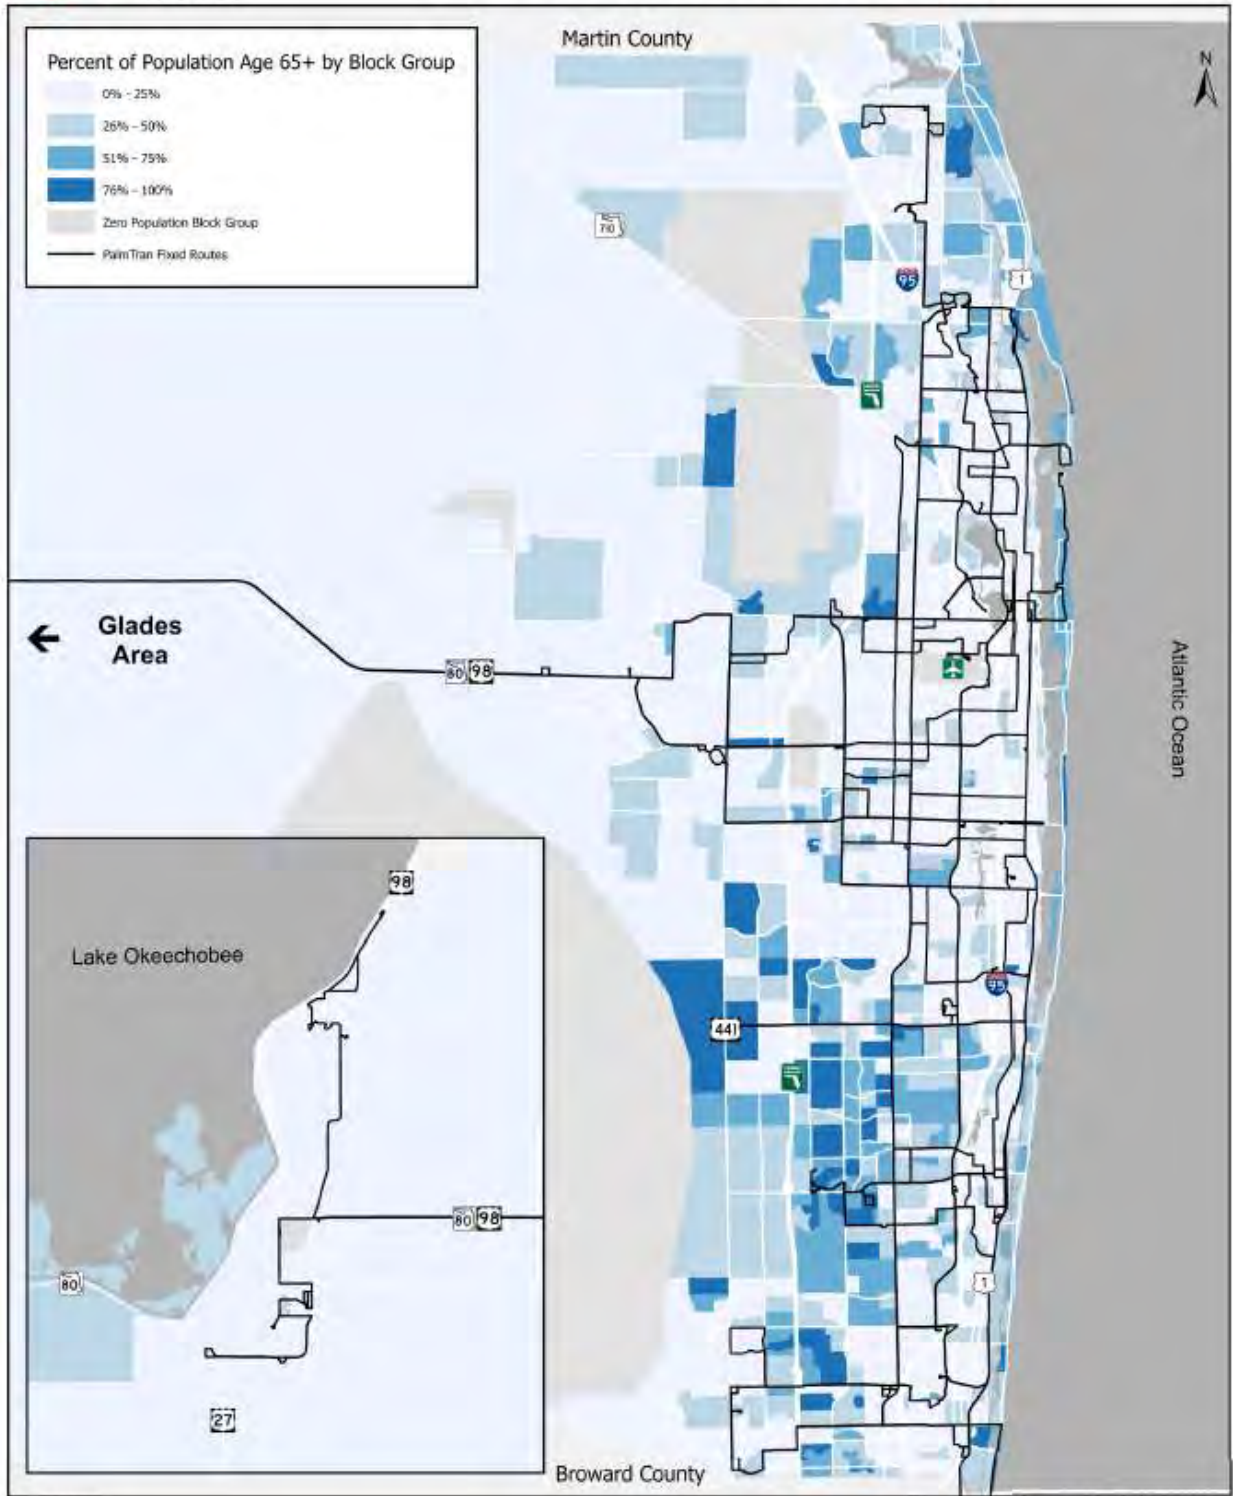 Martin County
Percent of Population Age 65+ by Block Group
0% - 25%
26% - 50%
51% - 75%
76% - 100%
Zero Population Block Group
PalmTran Fixed Routes
N
710
95
1
Glades
Area
80
98
Atlantic Ocean
98
Lake Okeechobee
95
441
80
98
80
1
27
Broward County